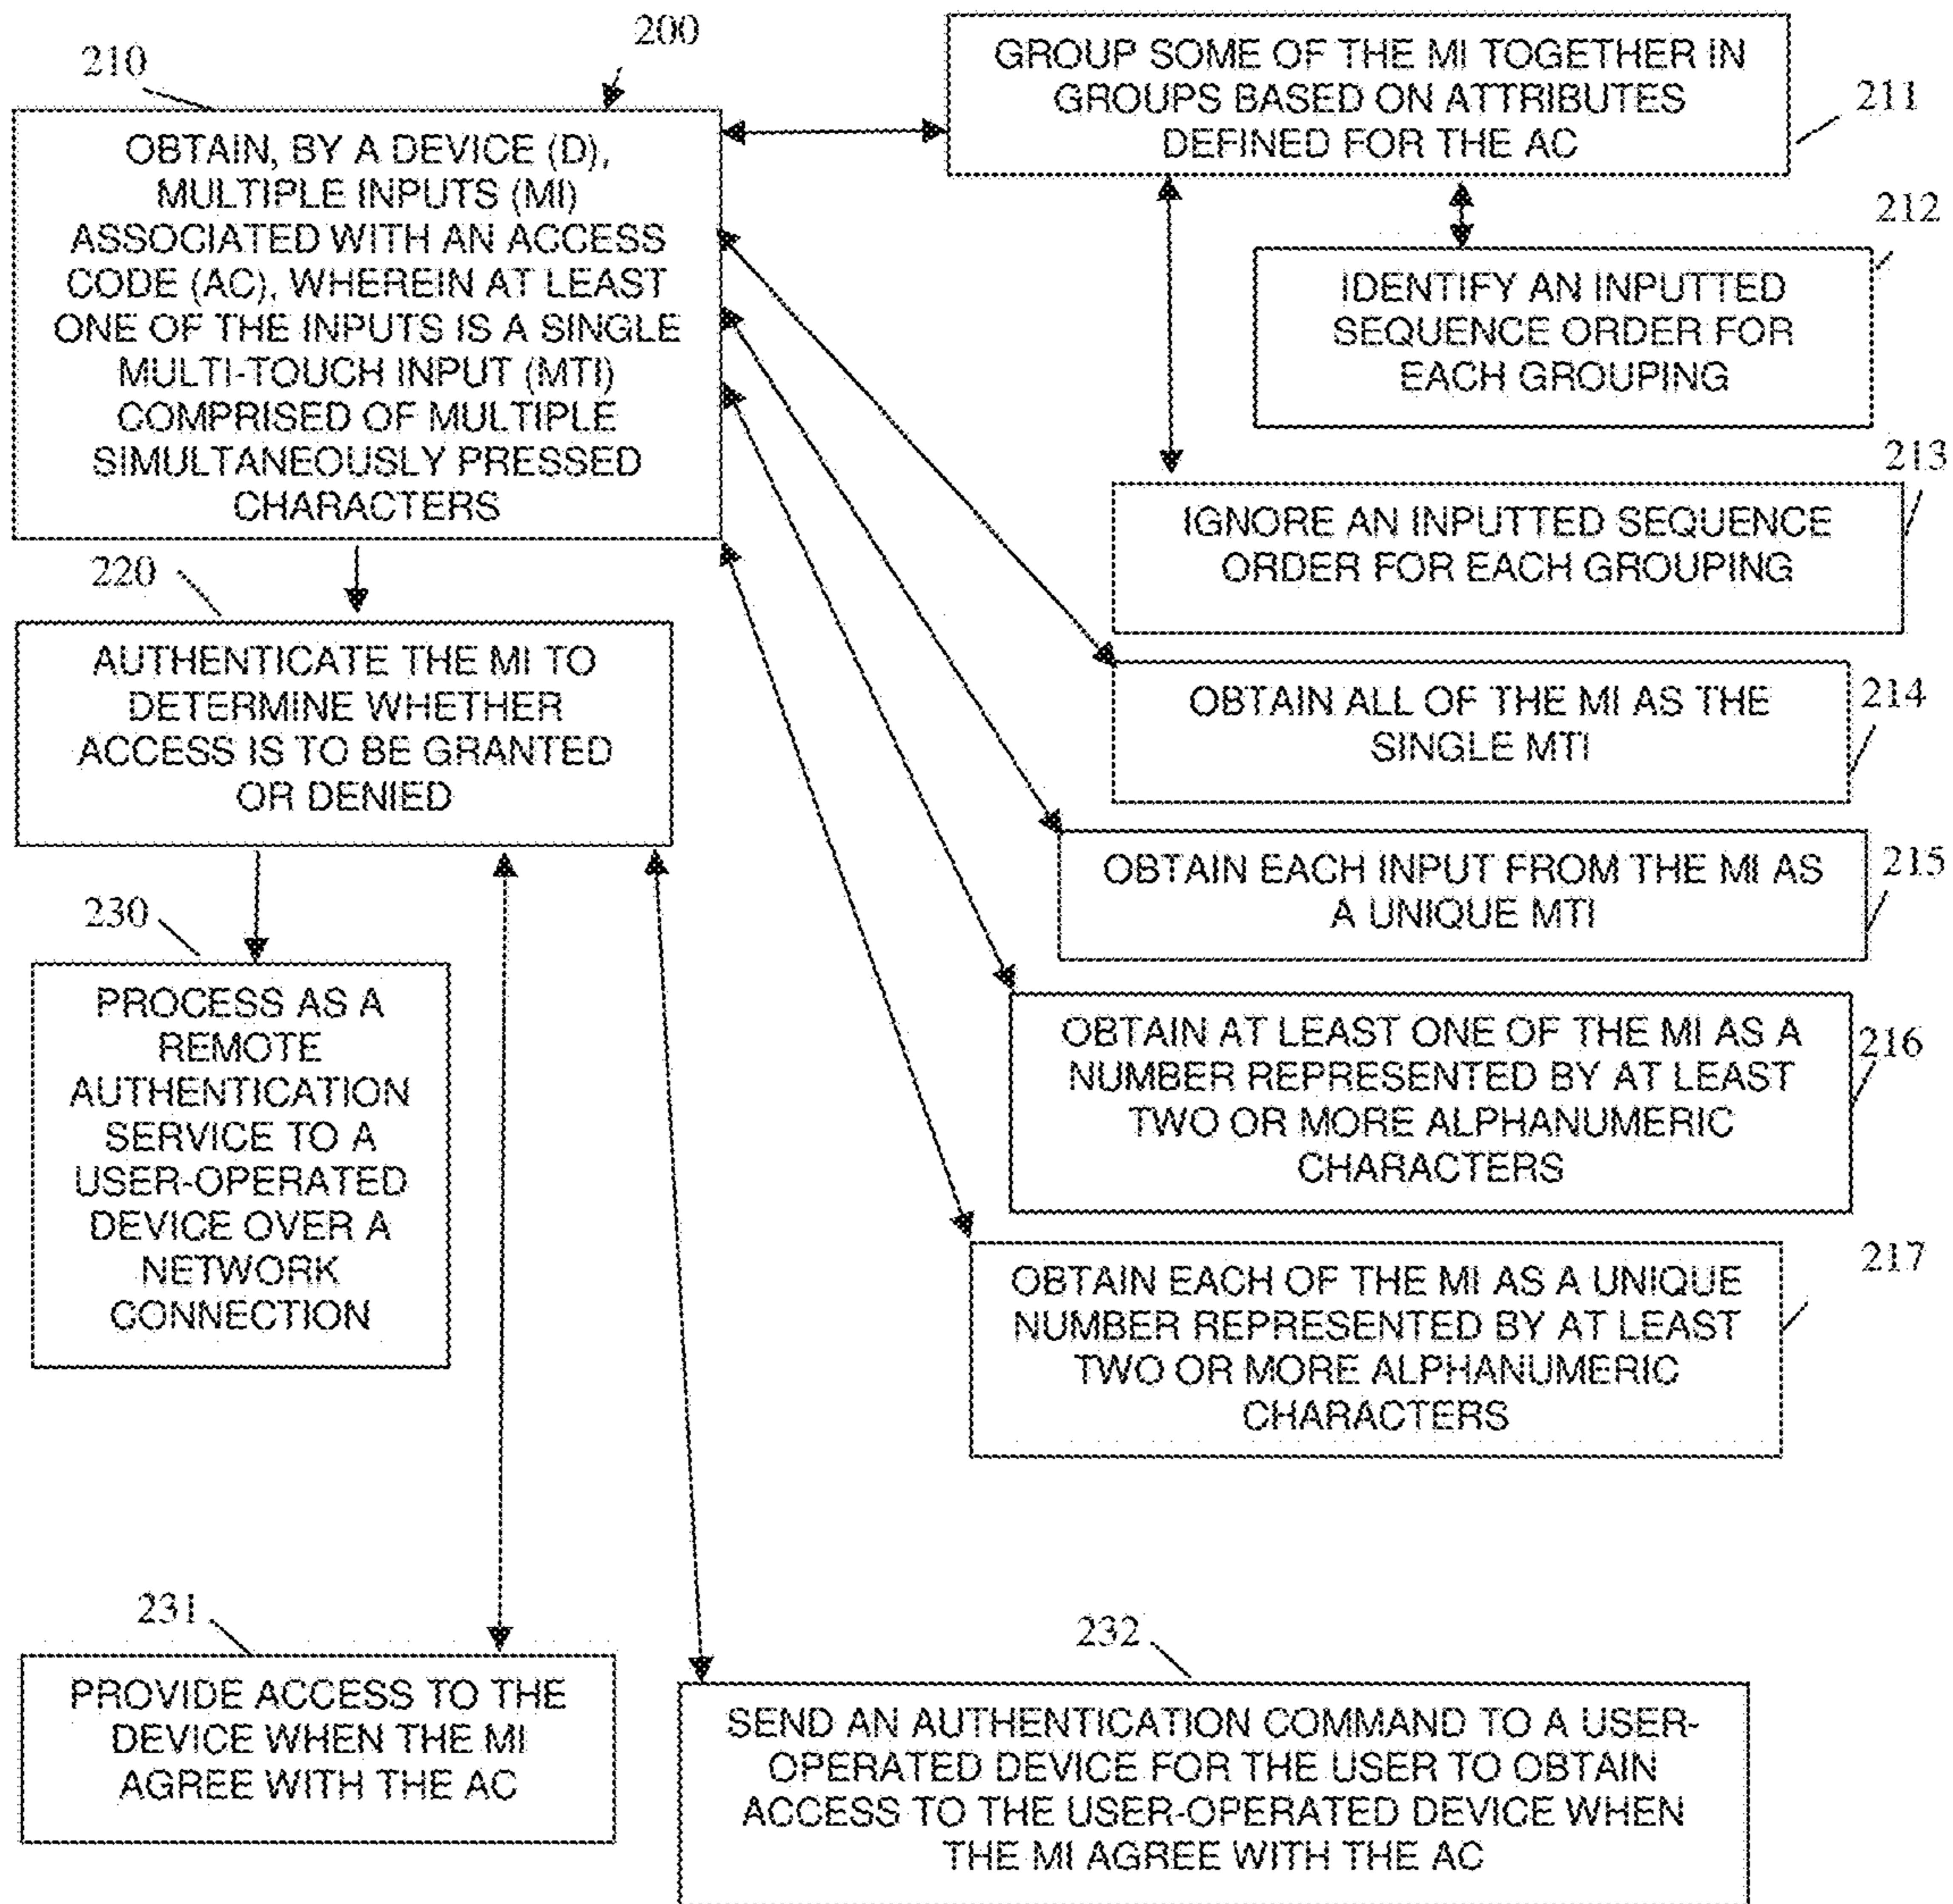 200
210
OBTAIN, BY A DEVICE (D),
MULTIPLE INPUTS (MI)
ASSOCIATED WITH AN ACCESS
CODE (AC), WHEREIN AT LEAST
ONE OF THE INPUTS IS A SINGLE
MULTI-TOUCH INPUT (MTI)
COMPRISED OF MULTIPLE
SIMULTANEOUSLY PRESSED
CHARACTERS
GROUP SOME OF THE MI TOGETHER IN
GROUPS BASED ON ATTRIBUTES
DEFINED FOR THE AC
211
212
IDENTIFY AN INPUTTED
SEQUENCE ORDER FOR
EACH GROUPING
213
IGNORE AN INPUTTED SEQUENCE
ORDER FOR EACH GROUPING
214
OBTAIN ALL OF THE MI AS THE
SINGLE MTI
215
OBTAIN EACH INPUT FROM THE MI AS
A UNIQUE MTI
216
OBTAIN AT LEAST ONE OF THE MI AS A
NUMBER REPRESENTED BY AT LEAST
TWO OR MORE ALPHANUMERIC
CHARACTERS
217
OBTAIN EACH OF THE MI AS A UNIQUE
NUMBER REPRESENTED BY AT LEAST
TWO OR MORE ALPHANUMERIC
CHARACTERS
220
AUTHENTICATE THE MI TO
DETERMINE WHETHER
ACCESS IS TO BE GRANTED
OR DENIED
230
PROCESS AS A
REMOTE
AUTHENTICATION
SERVICE TO A
USER-OPERATED
DEVICE OVER A
NETWORK
CONNECTION
231
PROVIDE ACCESS TO THE
DEVICE WHEN THE MI
AGREE WITH THE AC
232
SEND AN AUTHENTICATION COMMAND TO A USER-
OPERATED DEVICE FOR THE USER TO OBTAIN
ACCESS TO THE USER-OPERATED DEVICE WHEN
THE MI AGREE WITH THE AC